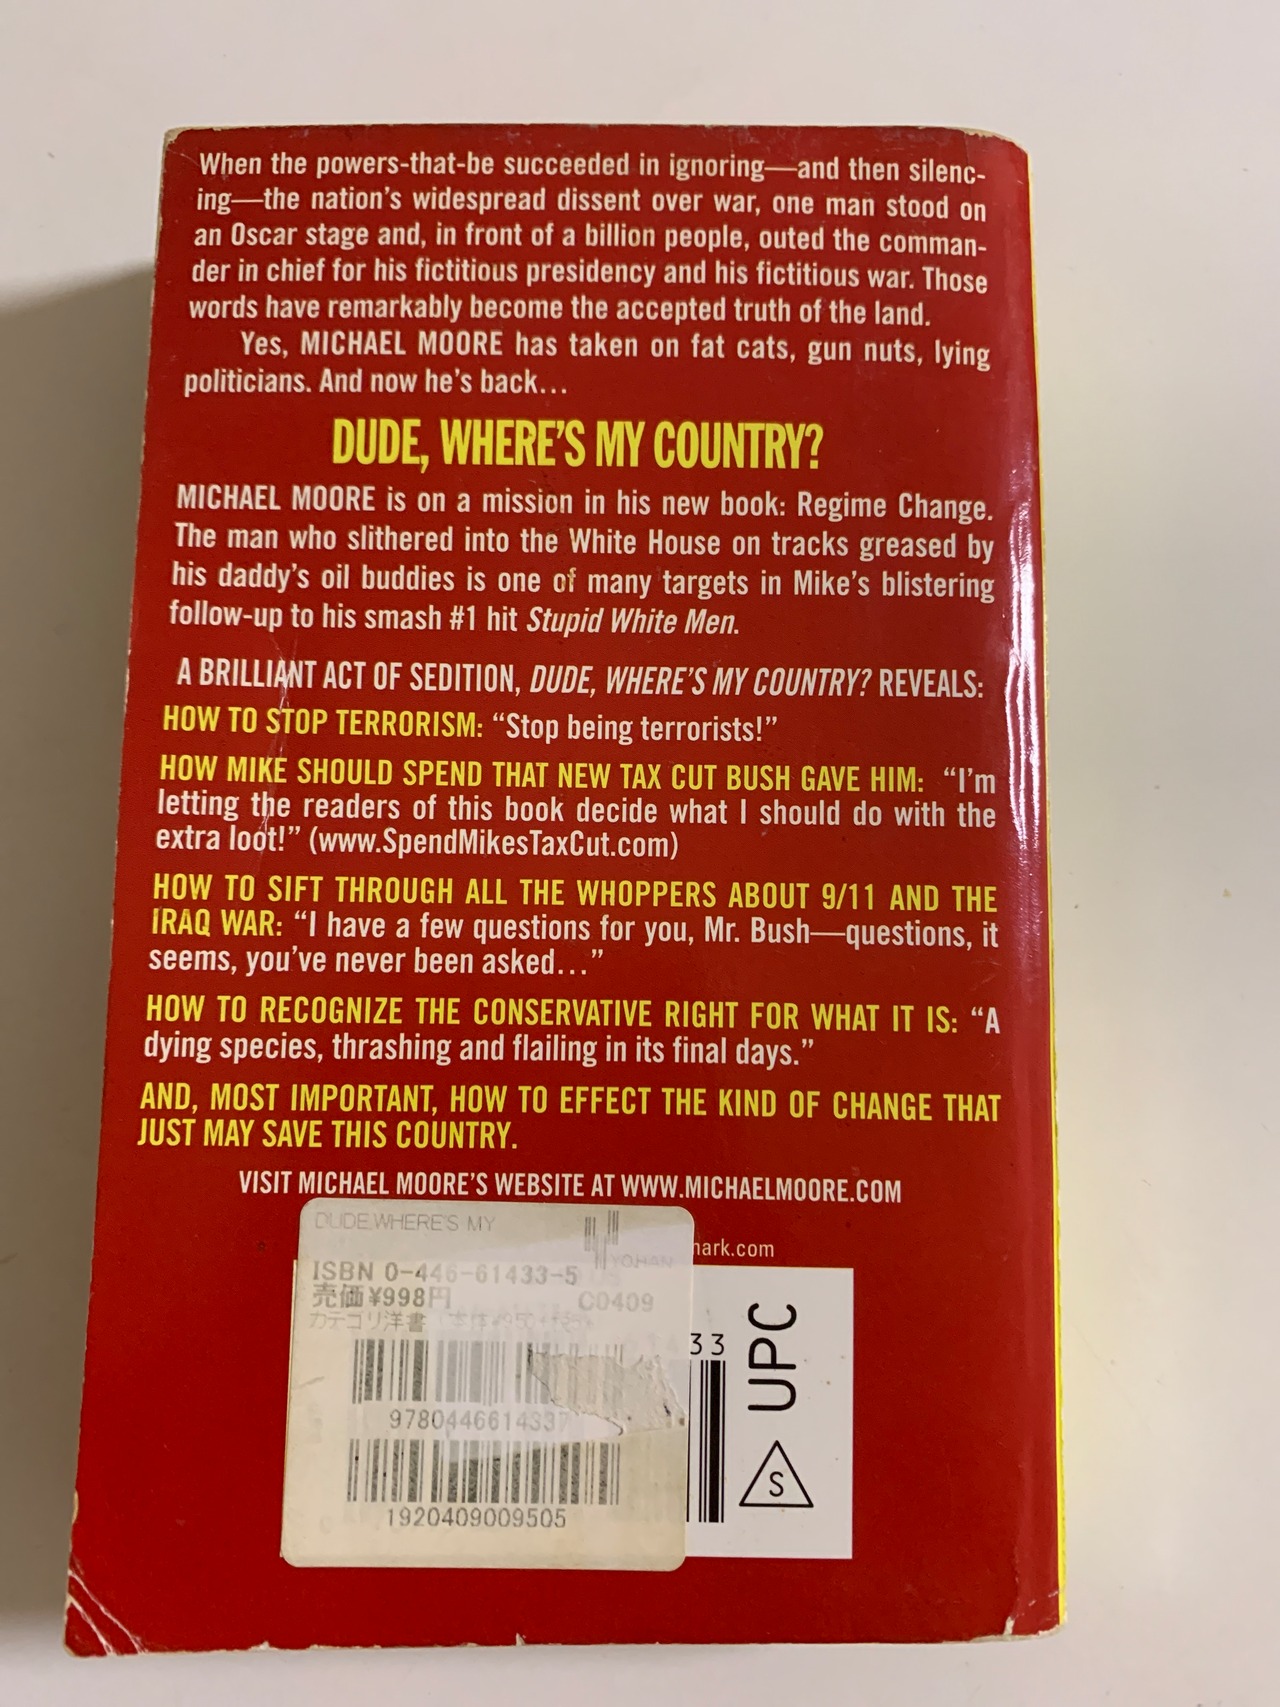 When the powers-that-be succeeded in ignoring—and then silenc-
ing—the nation's widespread dissent over war, one man stood on
an Oscar stage and, in front of a billion people, outed the comman-
der in chief for his fictitious presidency and his fictitious war. Those
words have remarkably become the accepted truth of the land.
Yes, MICHAEL MOORE has taken on fat cats, gun nuts, lying
politicians. And now he's back...
DUDE, WHERE'S MY COUNTRY?
MICHAEL MOORE is on a mission in his new book: Regime Change.
The man who slithered into the White House on tracks greased by
his daddy's oil buddies is one of many targets in Mike's blistering
follow-up to his smash #1 hit Stupid White Men.
A BRILLIANT ACT OF SEDITION, DUDE, WHERE'S MY COUNTRY? REVEALS:
HOW TO STOP TERRORISM: “Stop being terrorists!”
HOW MIKE SHOULD SPEND THAT NEW TAX CUT BUSH GAVE HIM: “I'm
letting the readers of this book decide what I should do with the
extra loot!” (www.SpendMikesTaxCut.com)
HOW TO SIFT THROUGH ALL THE WHOPPERS ABOUT 9/11 AND THE
IRAQ WAR: “I have a few questions for you, Mr. Bush—questions, it
seems, you've never been asked...”
HOW TO RECOGNIZE THE CONSERVATIVE RIGHT FOR WHAT IT IS: “A
dying species, thrashing and flailing in its final days.”
AND, MOST IMPORTANT, HOW TO EFFECT THE KIND OF CHANGE THAT
JUST MAY SAVE THIS COUNTRY.
VISIT MICHAEL MOORE'S WEBSITE AT WWW.MICHAELMOORE.COM
DUDE,WHERE'S MY
YOHAN
mark.com
ISBN 0-446-61433-5
売価¥998円 C0409
カテゴリ洋書
33
UPC
S
9780446614337
1920409009505